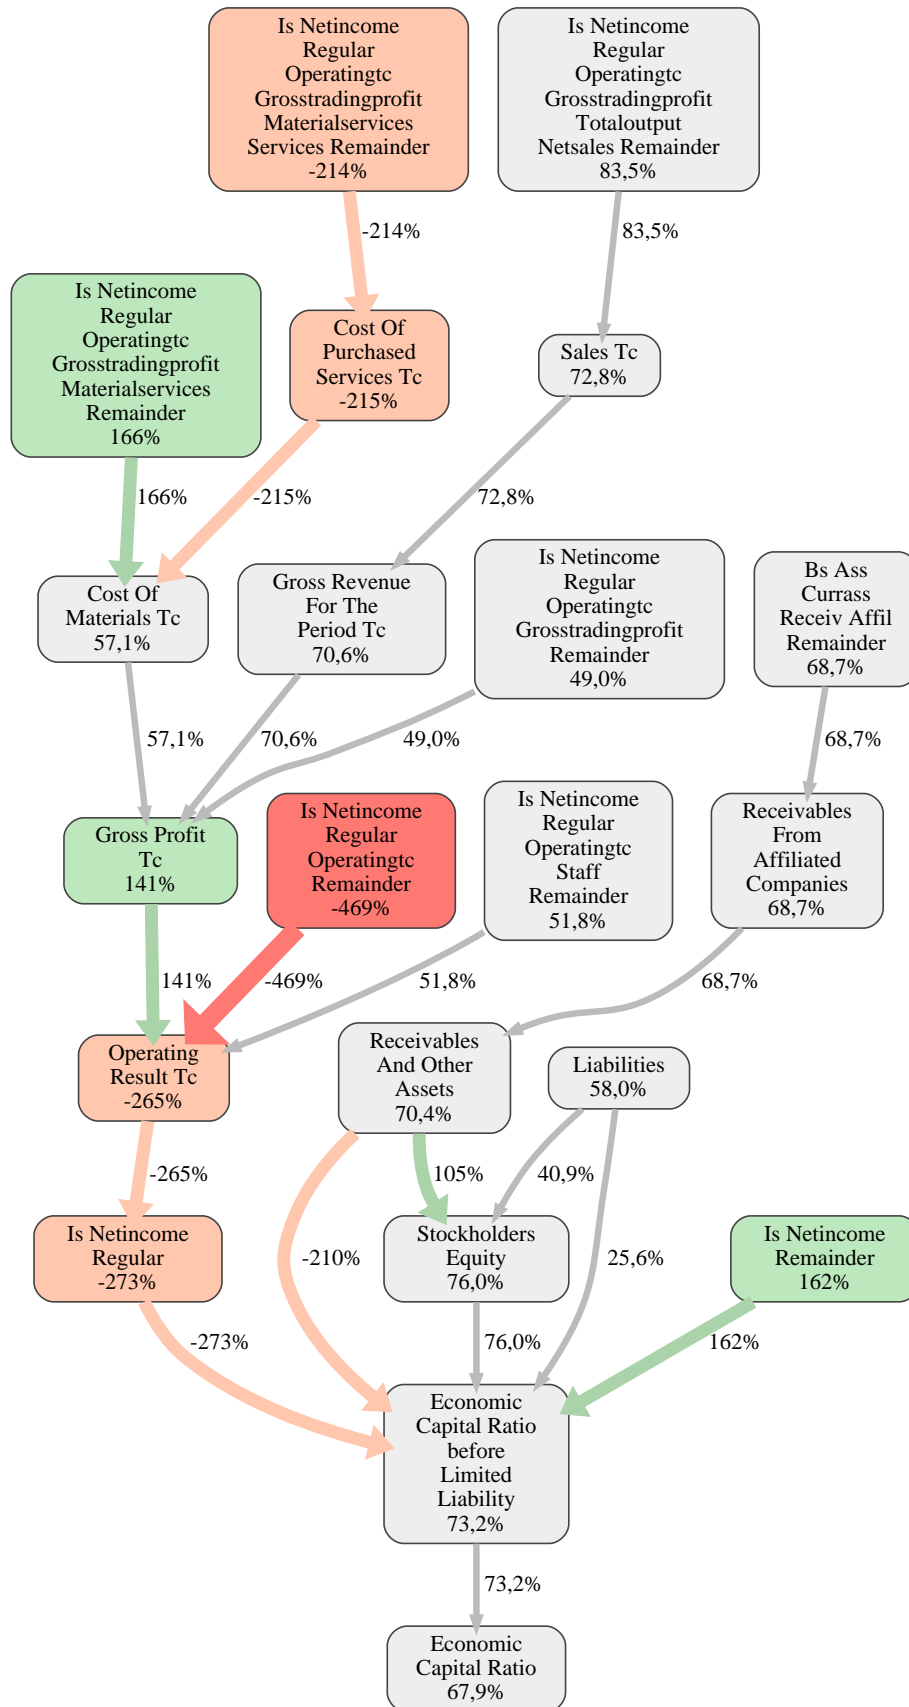 Is Netincome
Regular
Operatingtc
Grosstradingprofit
Materialservices
Services Remainder
-214%
Is Netincome
Regular
Operatingtc
Grosstradingprofit
Totaloutput
Netsales Remainder
83,5%
-214%
83,5%
Is Netincome
Regular
Operatingtc
Grosstradingprofit
Materialservices
Remainder
166%
Cost Of
Purchased
Services Tc
-215%
Sales Tc
72,8%
166%
-215%
72,8%
Cost Of
Materials Tc
57,1%
Gross Revenue
For The
Period Tc
70,6%
Is Netincome
Regular
Operatingtc
Grosstradingprofit
Remainder
49,0%
Bs Ass
Currass
Receiv Affil
Remainder
68,7%
57,1%
70,6%
49,0%
68,7%
Gross Profit
Tc
141%
Is Netincome
Regular
Operatingtc
Remainder
-469%
Is Netincome
Regular
Operatingtc
Staff
Remainder
51,8%
Receivables
From
Affiliated
Companies
68,7%
141%
-469%
51,8%
68,7%
Operating
Result Tc
-265%
Receivables
And Other
Assets
70,4%
Liabilities
58,0%
-265%
105%
40,9%
-210%
25,6%
Is Netincome
Regular
-273%
Stockholders
Equity
76,0%
Is Netincome
Remainder
162%
-273%
76,0%
162%
Economic
Capital Ratio
before
Limited
Liability
73,2%
73,2%
Economic
Capital Ratio
67,9%